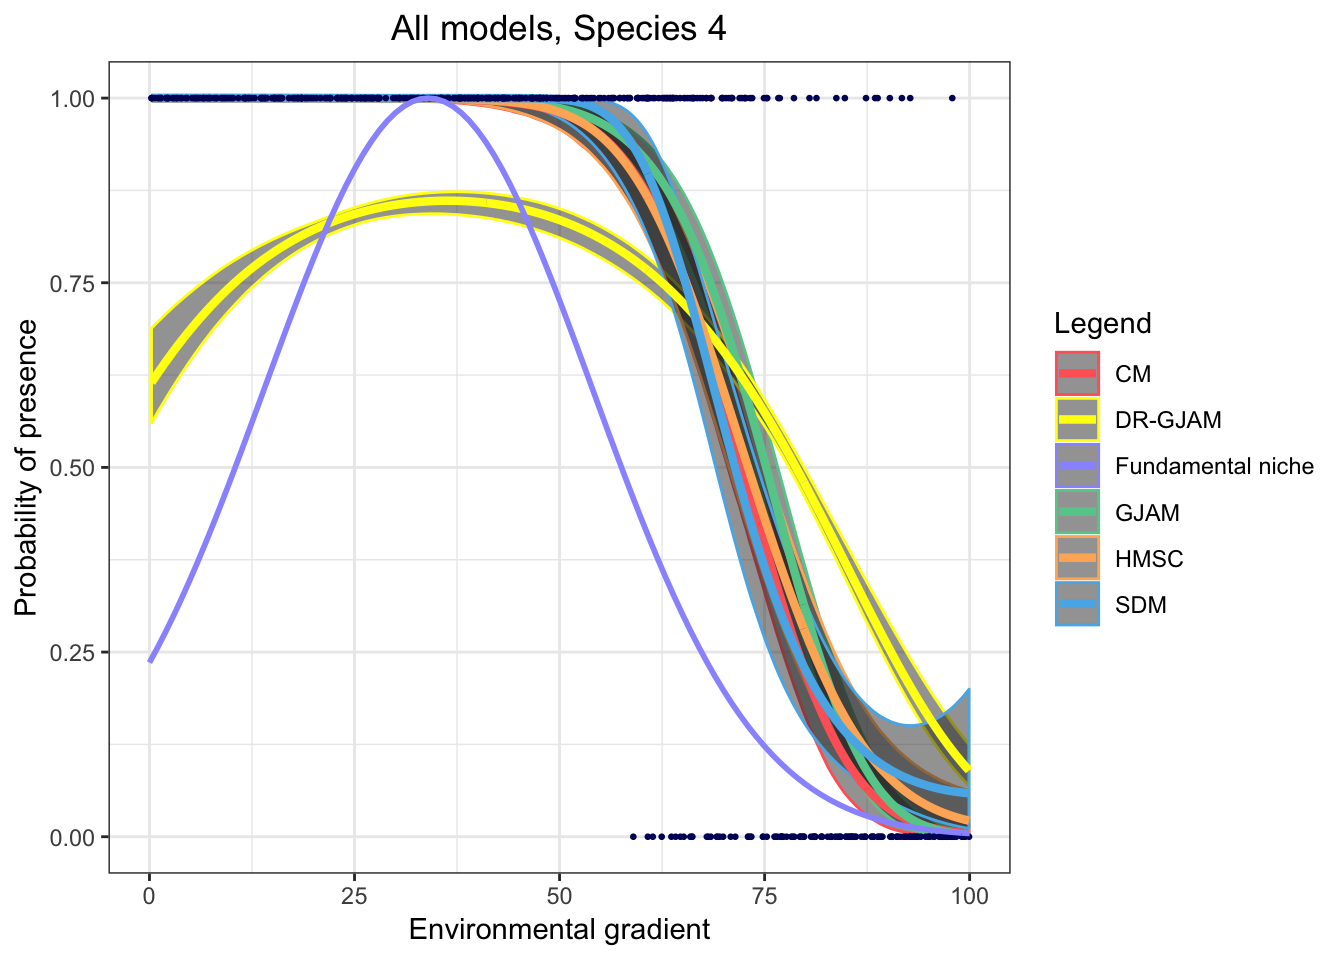 All models, Species 4
Probability of presence
1.00
0.75
0.50
0.25
0.00
0
25
50
75
100
Environmental gradient
Legend
CM
DR-GJAM
Fundamental niche
GJAM
HMSC
SDM